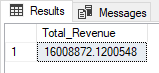 Results Messages
Total_Revenue
1 16008872.1200548